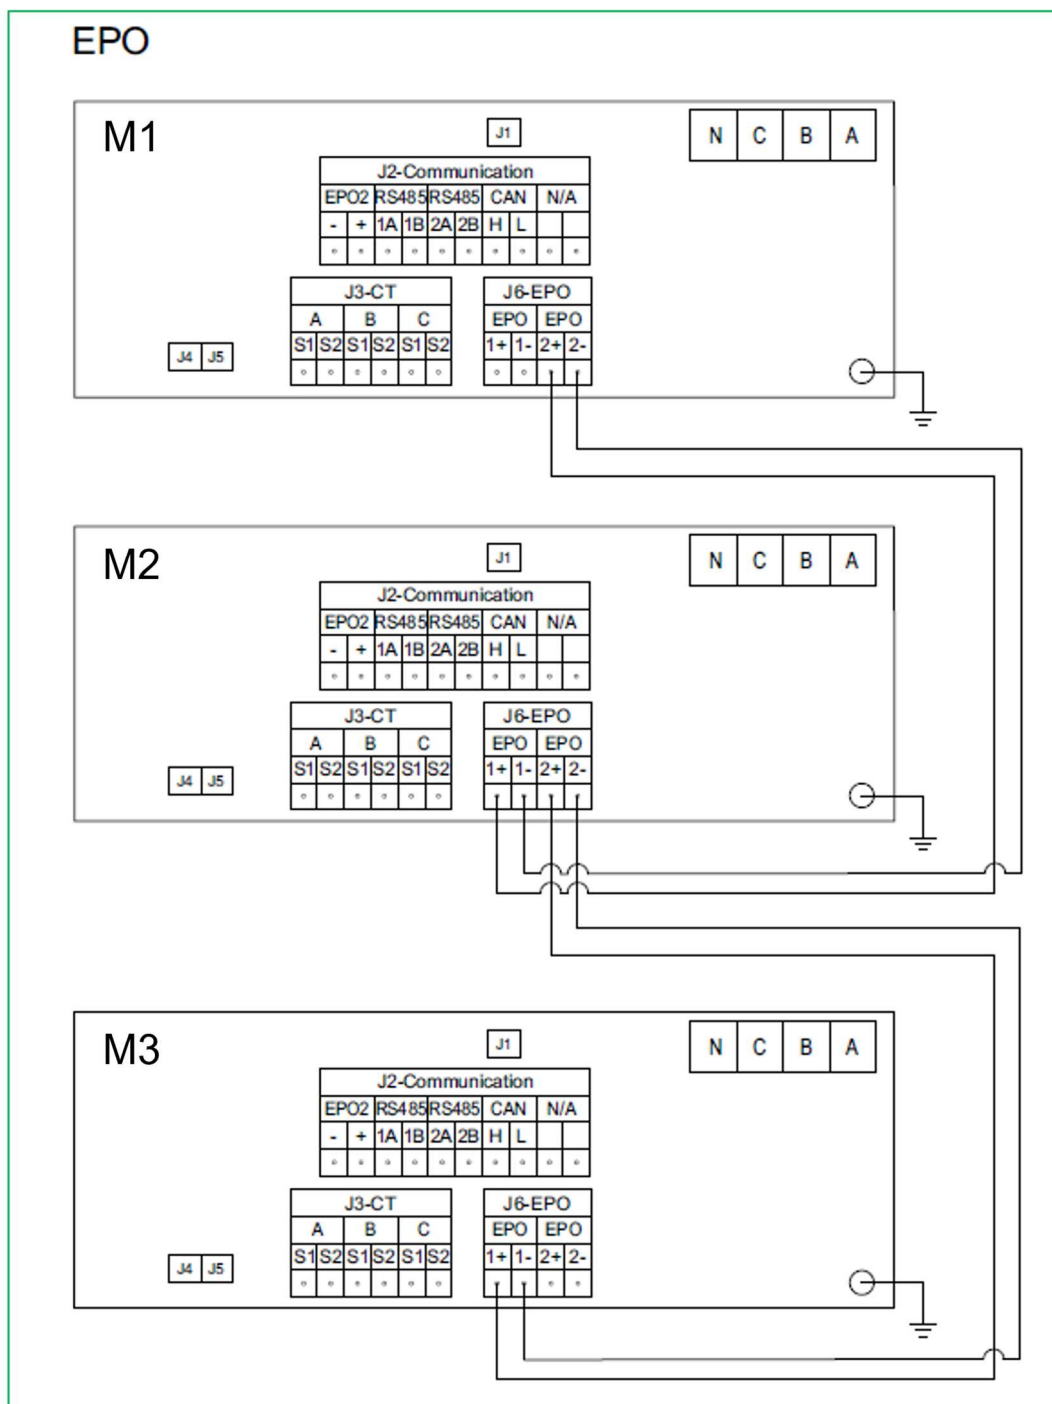 EPO
M1
J1
N C B A
J2-Communication
EPO2 RS485 RS485 CAN N/A
- + 1A 1B 2A 2B H L
J3-CT J6-EPO
A B C EPO EPO
S1 S2 S1 S2 S1 S2 1+ 1- 2+ 2-
J4 J5
M2
J1
N C B A
J2-Communication
EPO2 RS485 RS485 CAN N/A
- + 1A 1B 2A 2B H L
J3-CT J6-EPO
A B C EPO EPO
S1 S2 S1 S2 S1 S2 1+ 1- 2+ 2-
J4 J5
M3
J1
N C B A
J2-Communication
EPO2 RS485 RS485 CAN N/A
- + 1A 1B 2A 2B H L
J3-CT J6-EPO
A B C EPO EPO
S1 S2 S1 S2 S1 S2 1+ 1- 2+ 2-
J4 J5